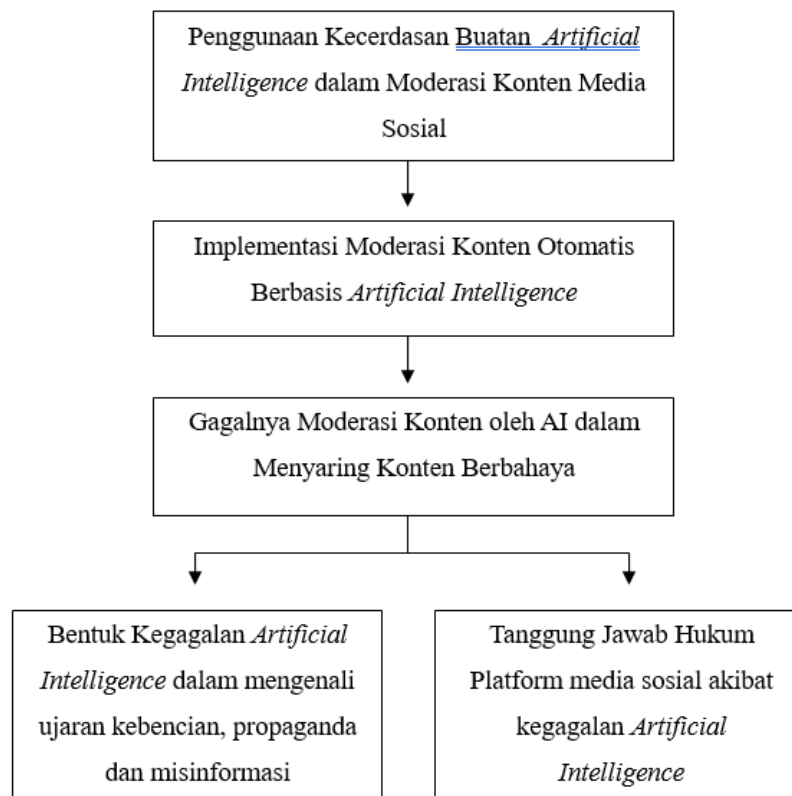 Penggunaan Kecerdasan Buatan Artificial
Intelligence dalam Moderasi Konten Media
Sosial
Implementasi Moderasi Konten Otomatis
Berbasis Artificial Intelligence
Gagalnya Moderasi Konten oleh AI dalam
Menyaring Konten Berbahaya
Bentuk Kegagalan Artificial
Intelligence dalam mengenali
ujaran kebencian, propaganda
dan misinformasi
Tanggung Jawab Hukum
Platform media sosial akibat
kegagalan Artificial
Intelligence